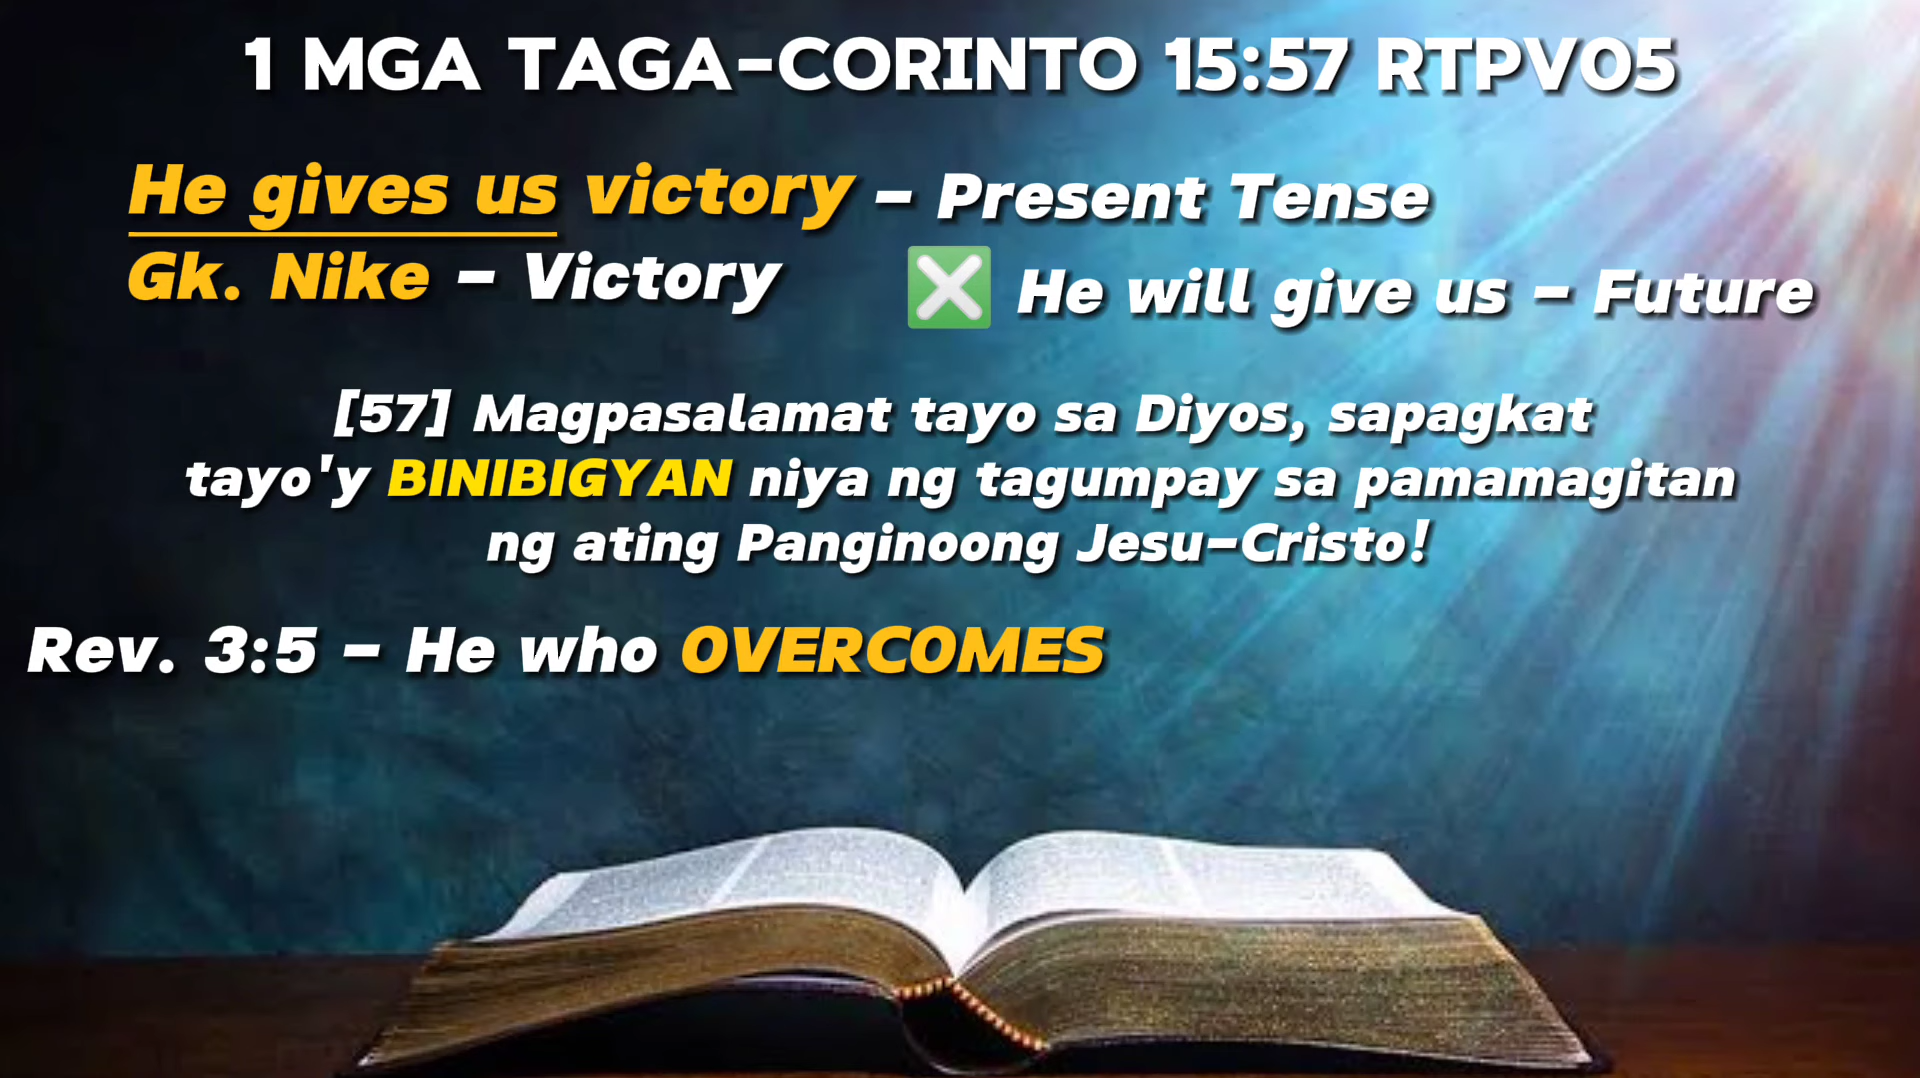 1 MGA TAGA-CORINTO 15:57 RTPV05
He gives us victory - Present Tense
Gk. Nike - Victory
❎ He will give us - Future
[57] Magpasalamat tayo sa Diyos, sapagkat
tayo'y BINIBIGYAN niya ng tagumpay sa pamamagitan
ng ating Panginoong Jesu-Cristo!
Rev. 3:5 - He who OVERCOMES